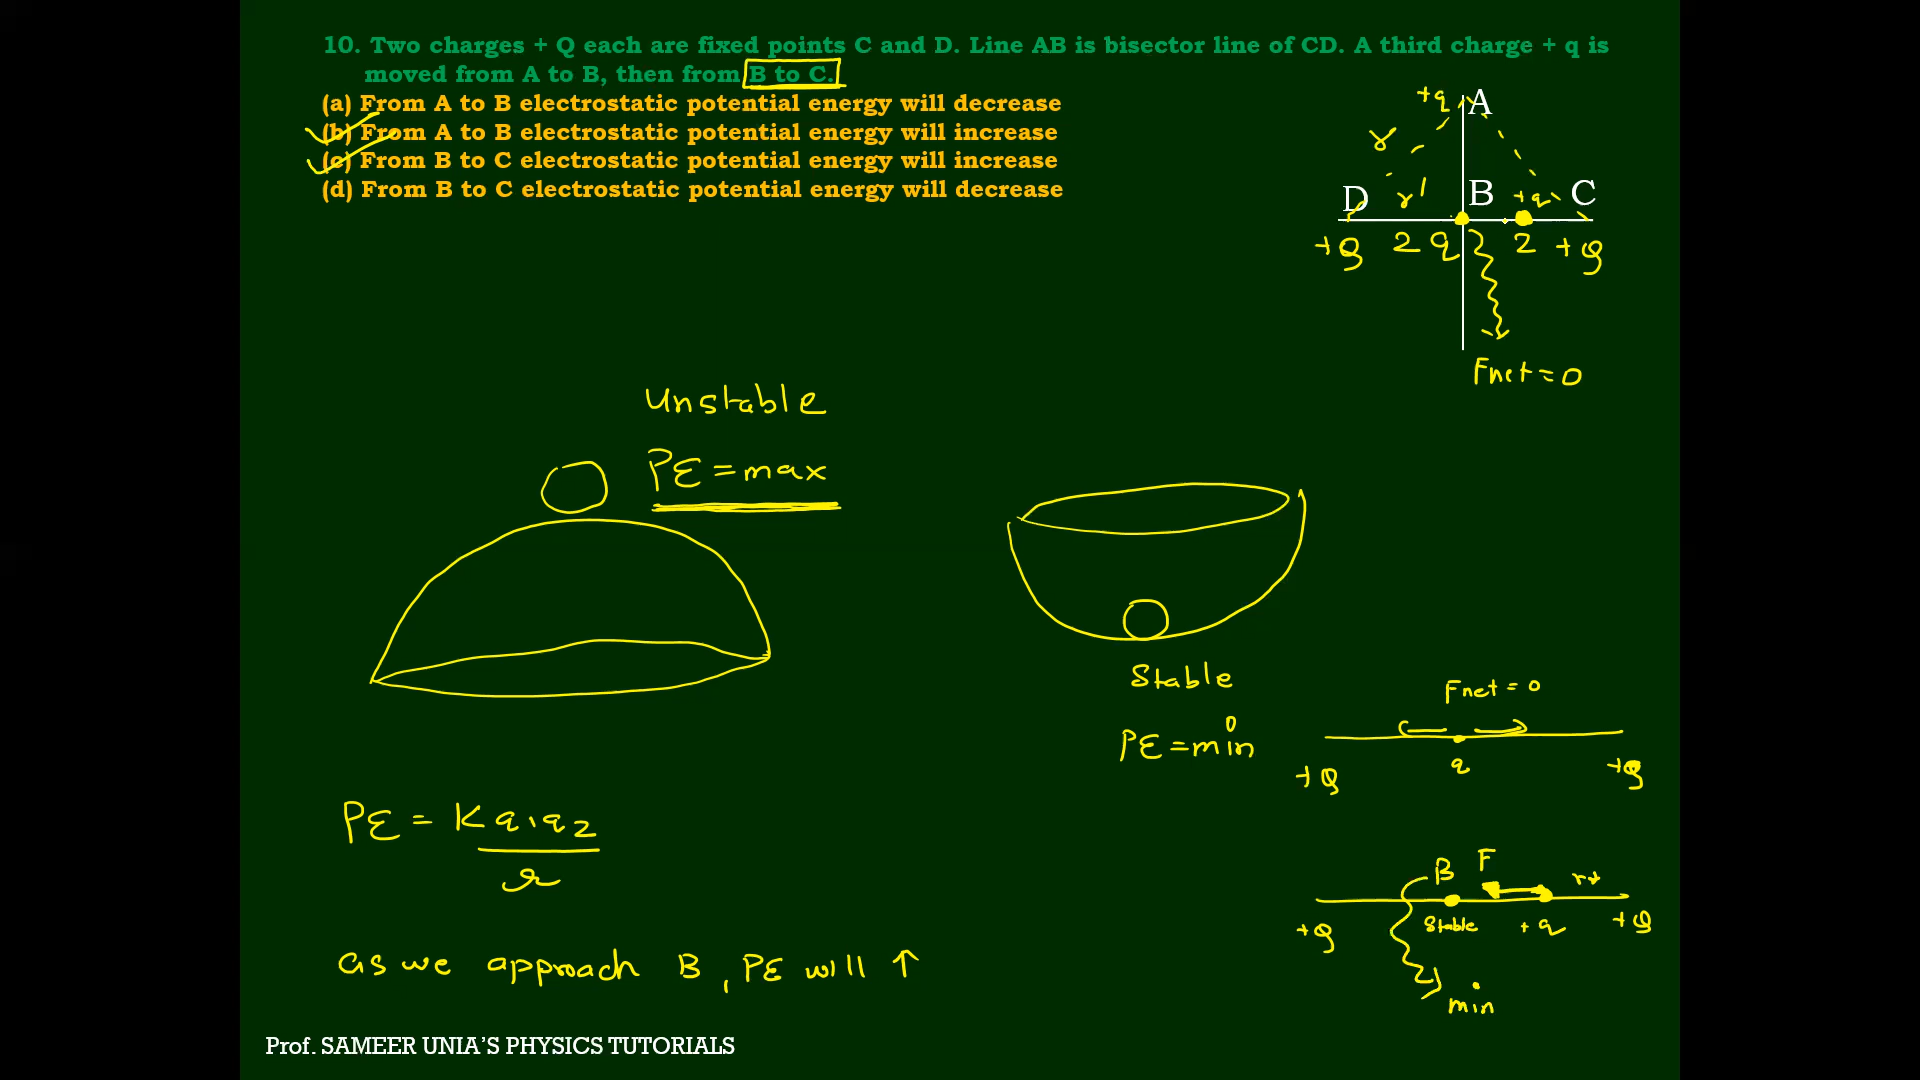 10. Two charges + Q each are fixed points C and D. Line AB is bisector line of CD. A third charge + q is
moved from A to B, then from B to C.
(a) From A to B electrostatic potential energy will decrease
(b) From A to B electrostatic potential energy will increase
(c) From B to C electrostatic potential energy will increase
(d) From B to C electrostatic potential energy will decrease
+q A
r
D r' B +q C
+Q 2 q 2 +Q
Fnet = 0
Unstable
PE = max
Stable
PE = min
Fnet = 0
+Q q +Q
PE = K q1 q2
r
B F r↓
+Q Stable +q +Q
min
as we approach B, PE will ↑
Prof. SAMEER UNIA'S PHYSICS TUTORIALS